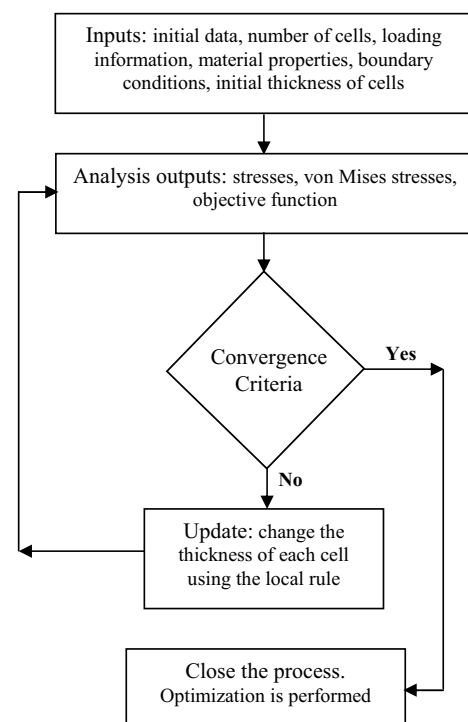 Inputs: initial data, number of cells, loading
information, material properties, boundary
conditions, initial thickness of cells
Analysis outputs: stresses, von Mises stresses,
objective function
Convergence
Criteria
Yes
No
Update: change the
thickness of each cell
using the local rule
Close the process.
Optimization is performed